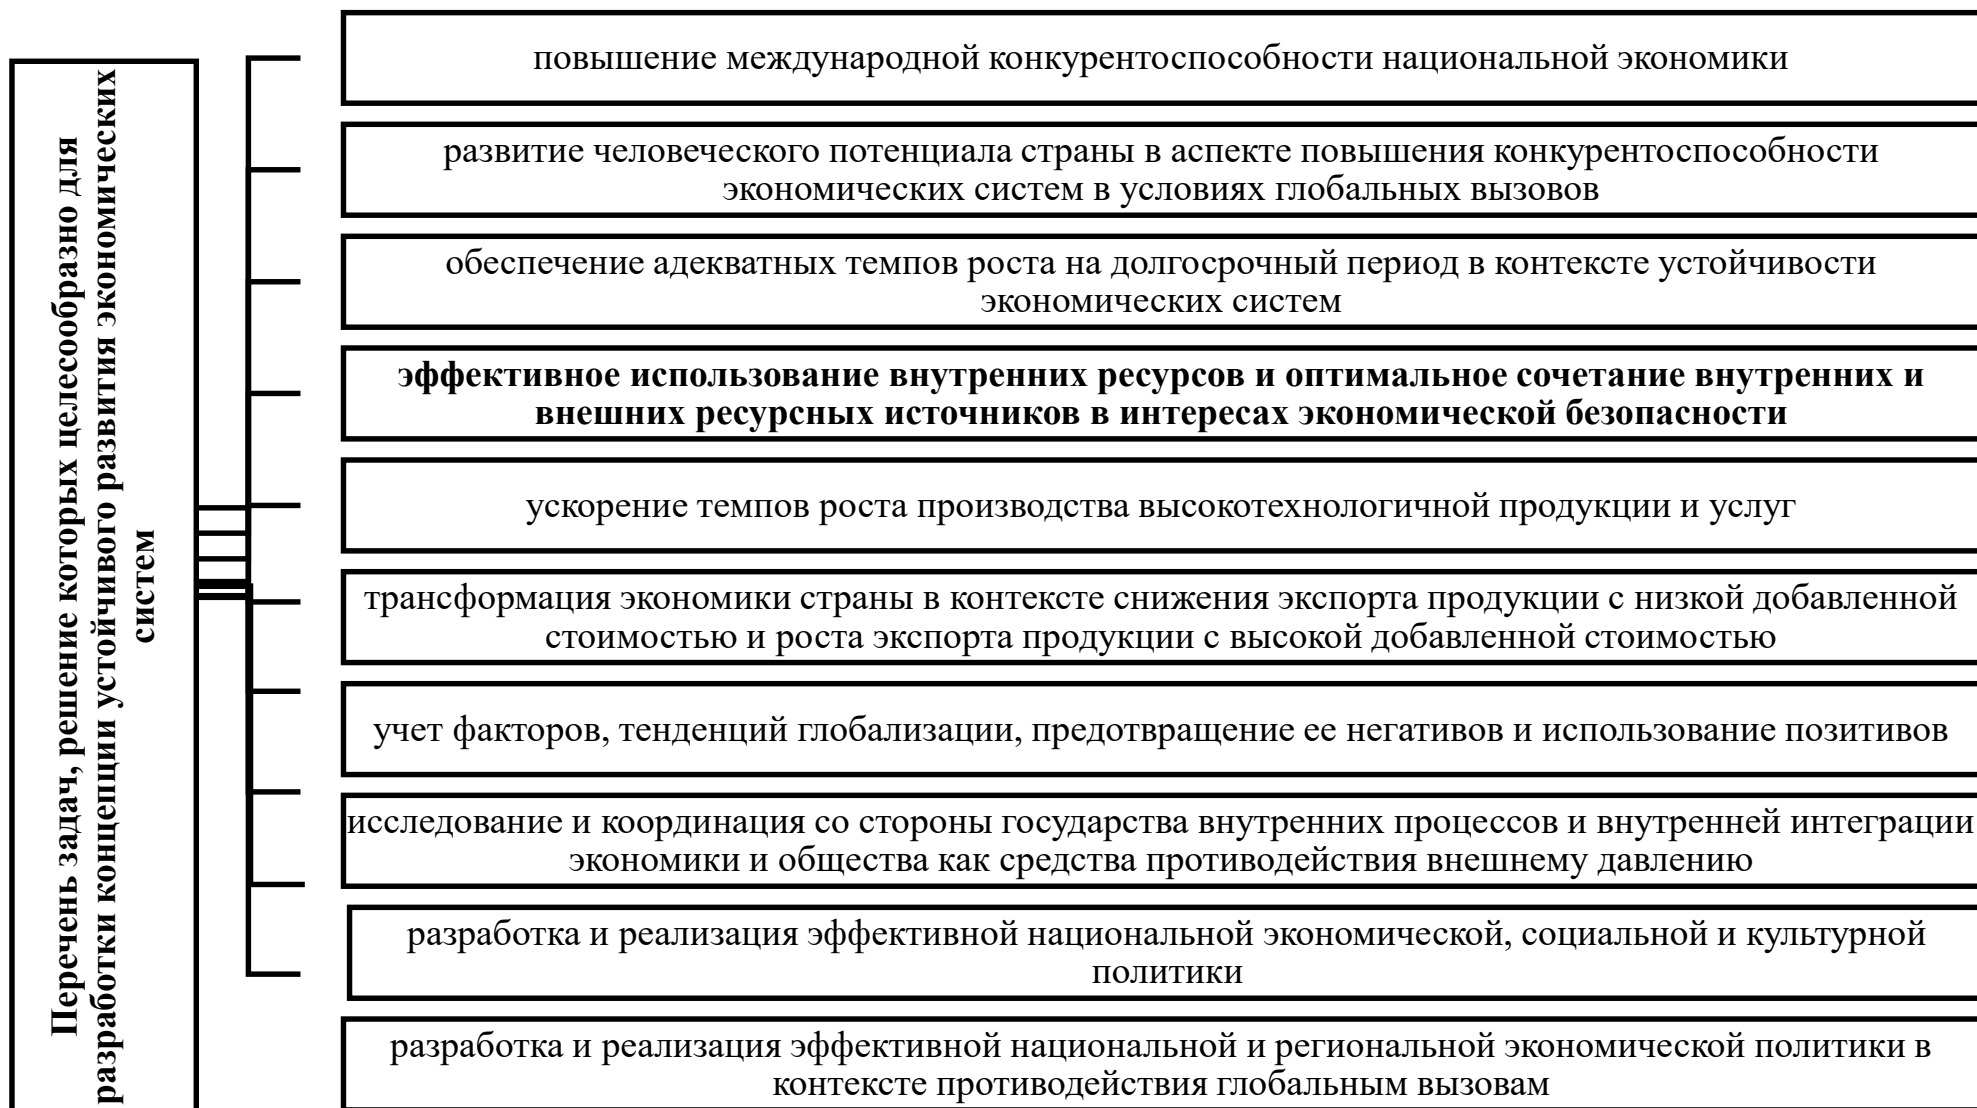 Перечень задач, решение которых целесообразно для
разработки концепции устойчивого развития экономических
систем
повышение международной конкурентоспособности национальной экономики
развитие человеческого потенциала страны в аспекте повышения конкурентоспособности
экономических систем в условиях глобальных вызовов
обеспечение адекватных темпов роста на долгосрочный период в контексте устойчивости
экономических систем
эффективное использование внутренних ресурсов и оптимальное сочетание внутренних и
внешних ресурсных источников в интересах экономической безопасности
ускорение темпов роста производства высокотехнологичной продукции и услуг
трансформация экономики страны в контексте снижения экспорта продукции с низкой добавленной
стоимостью и роста экспорта продукции с высокой добавленной стоимостью
учет факторов, тенденций глобализации, предотвращение ее негативов и использование позитивов
исследование и координация со стороны государства внутренних процессов и внутренней интеграции
экономики и общества как средства противодействия внешнему давлению
разработка и реализация эффективной национальной экономической, социальной и культурной
политики
разработка и реализация эффективной национальной и региональной экономической политики в
контексте противодействия глобальным вызовам